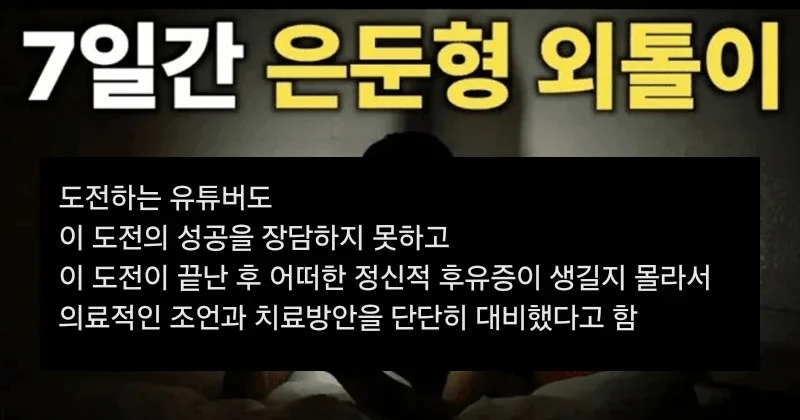 7일간 은둔형 외톨이
도전하는 유튜버도
이 도전의 성공을 장담하지 못하고
이 도전이 끝난 후 어떠한 정신적 후유증이 생길지 몰라서
의료적인 조언과 치료방안을 단단히 대비했다고 함